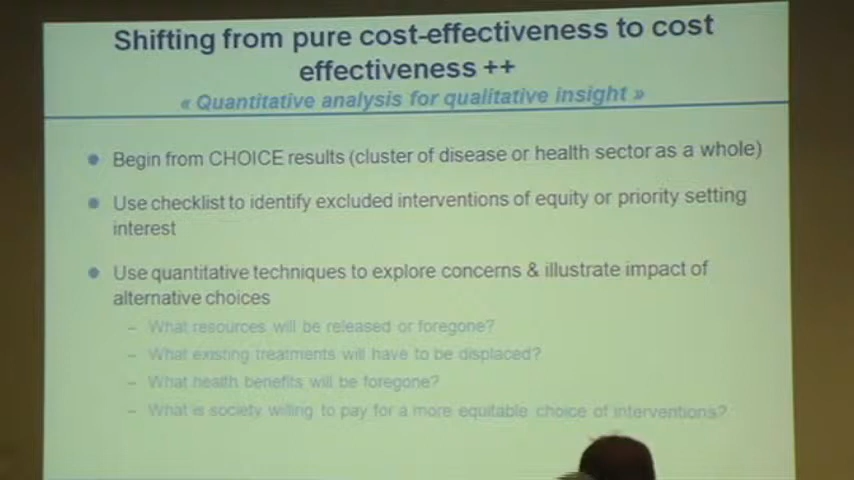 Shifting from pure cost-effectiveness to cost
effectiveness ++
« Quantitative analysis for qualitative insight »
● Begin from CHOICE results (cluster of disease or health sector as a whole)
● Use checklist to identify excluded interventions of equity or priority setting
interest
● Use quantitative techniques to explore concerns & illustrate impact of
alternative choices
– What resources will be released or foregone?
– What existing treatments will have to be displaced?
– What health benefits will be foregone?
– What is society willing to pay for a more equitable choice of interventions?